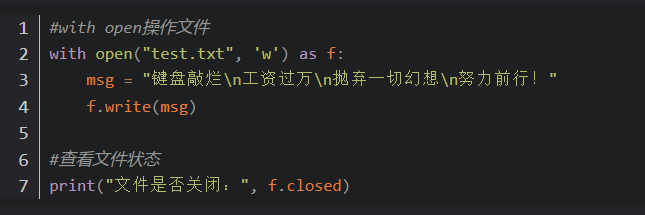 1 #with open操作文件
2 with open("test.txt", 'w') as f:
3     msg = "键盘敲烂\n工资过万\n抛弃一切幻想\n努力前行！"
4     f.write(msg)
5
6 #查看文件状态
7 print("文件是否关闭：", f.closed)